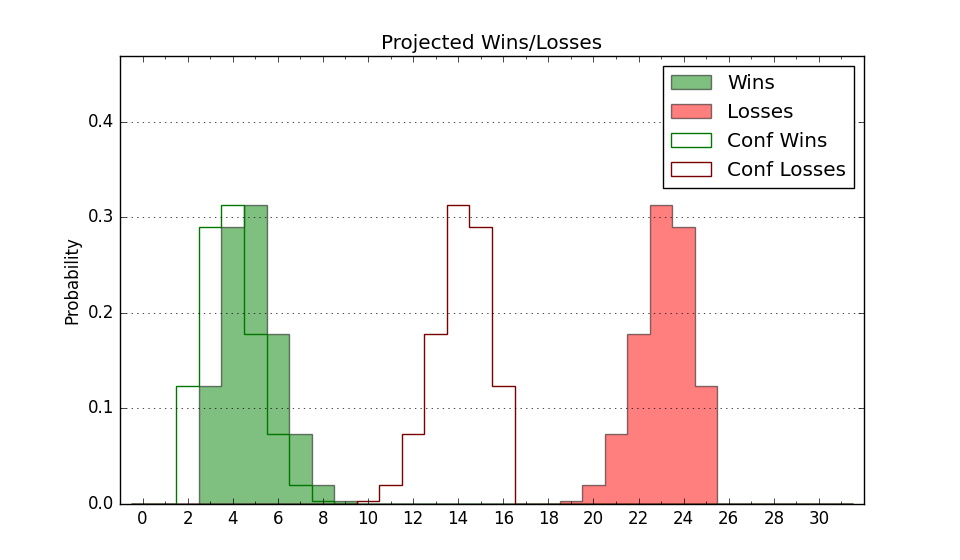 Projected Wins/Losses
Wins
Losses
Conf Wins
Conf Losses
Probability
0.4
0.3
0.2
0.1
0.0
0 2 4 6 8 10 12 14 16 18 20 22 24 26 28 30